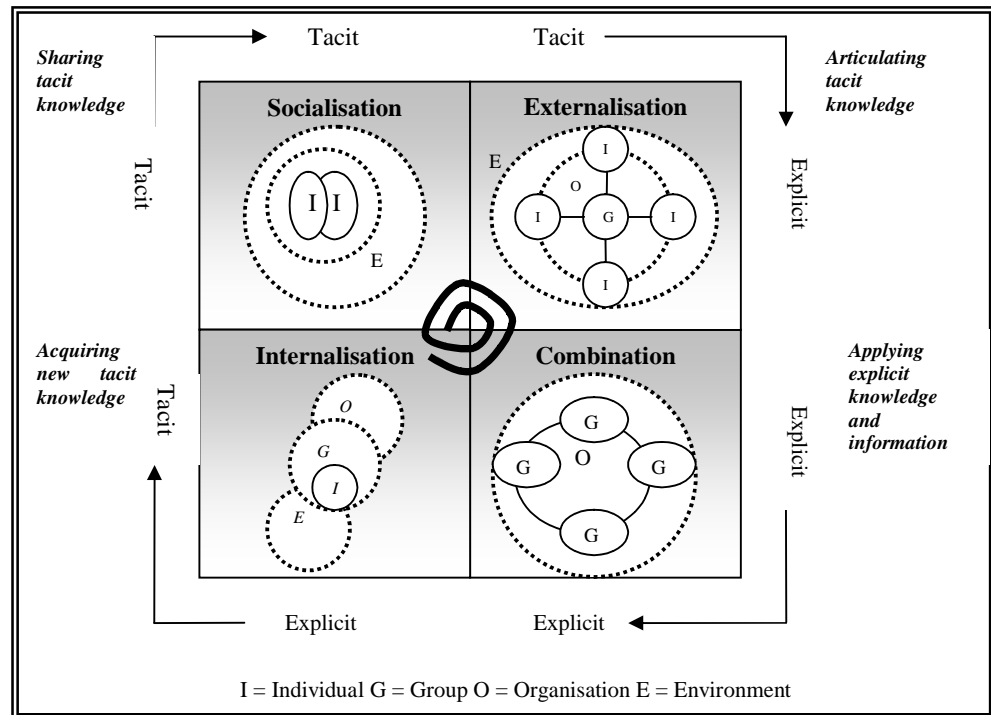 Sharing
tacit
knowledge
Tacit
Tacit
Articulating
tacit
knowledge
Tacit
Socialisation
I I
E
Externalisation
E
I
O
I
G
I
I
Explicit
Acquiring
new tacit
knowledge
Tacit
Internalisation
O
G
I
E
Combination
G
O
G
G
G
Explicit
Applying
explicit
knowledge
and
information
Explicit
Explicit
I = Individual G = Group O = Organisation E = Environment